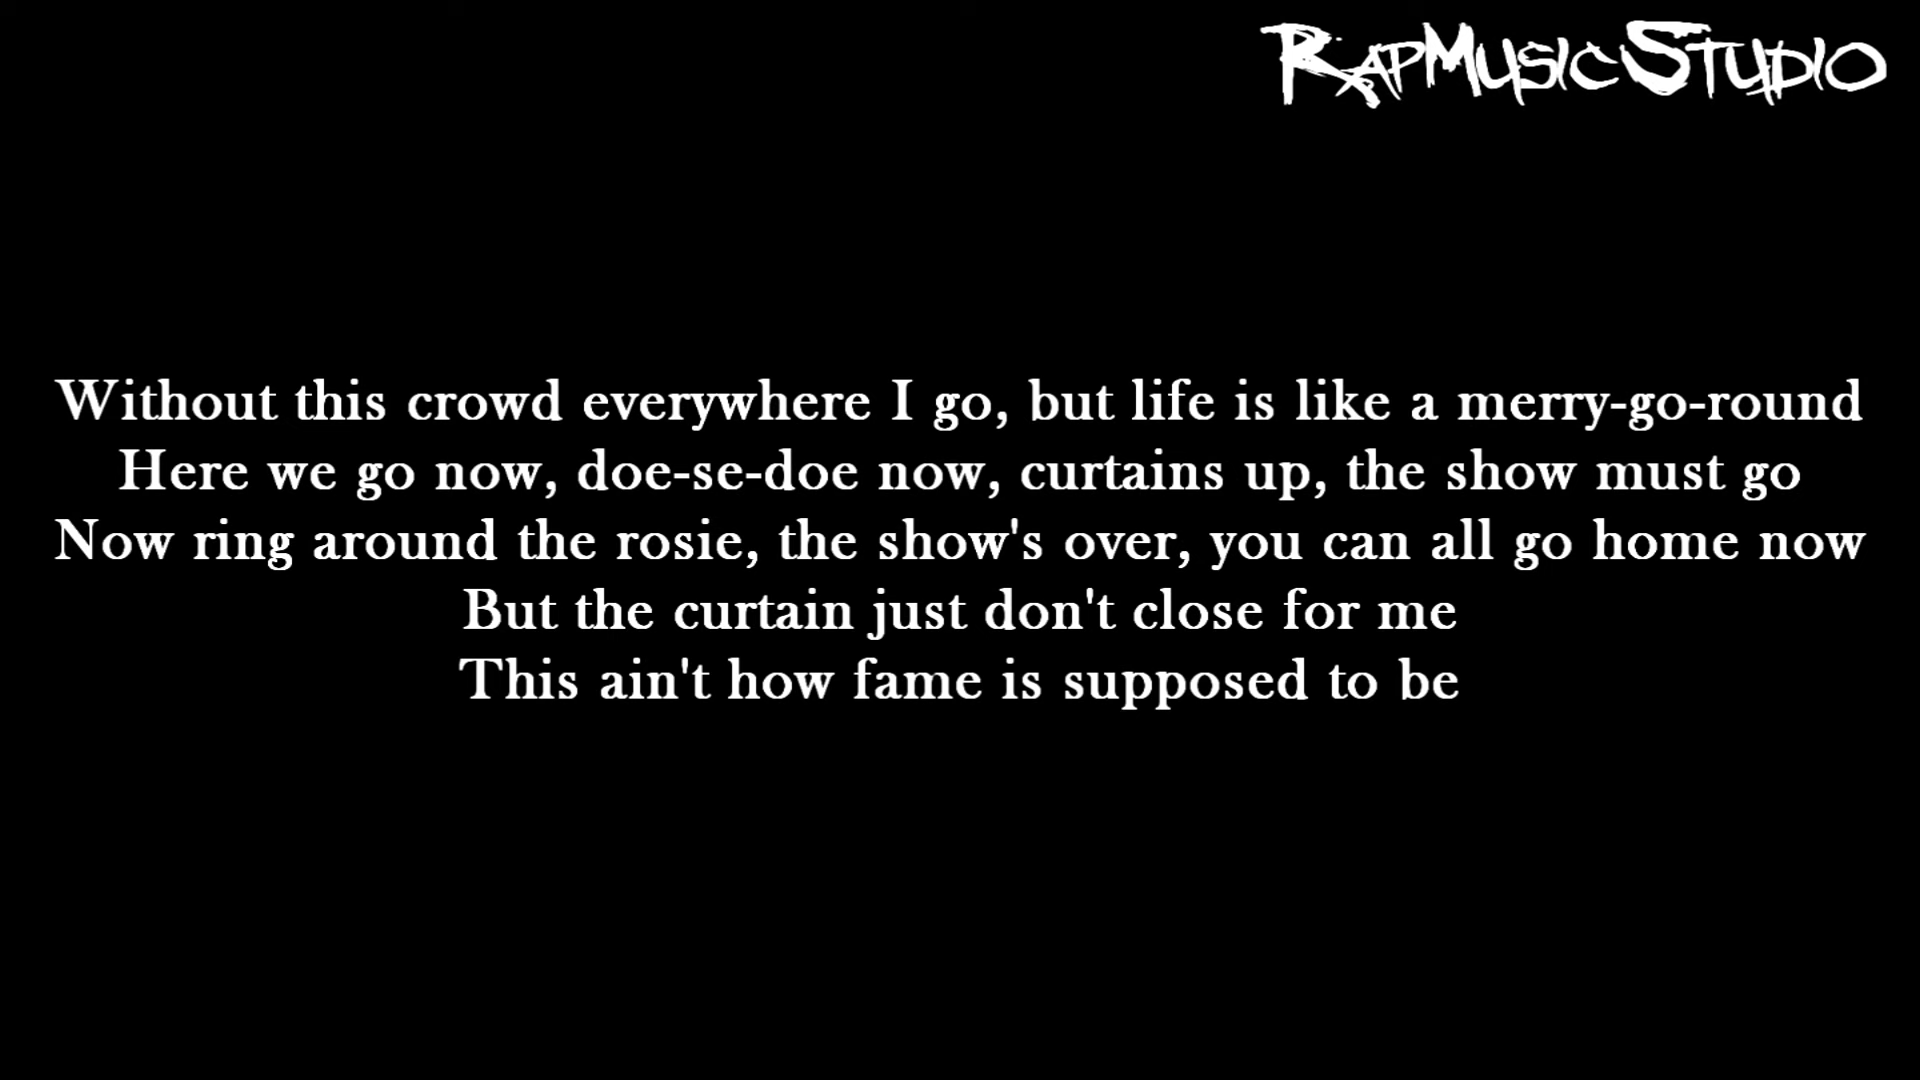 RapMusicStudio
Without this crowd everywhere I go, but life is like a merry-go-round
Here we go now, doe-se-doe now, curtains up, the show must go
Now ring around the rosie, the show's over, you can all go home now
But the curtain just don't close for me
This ain't how fame is supposed to be